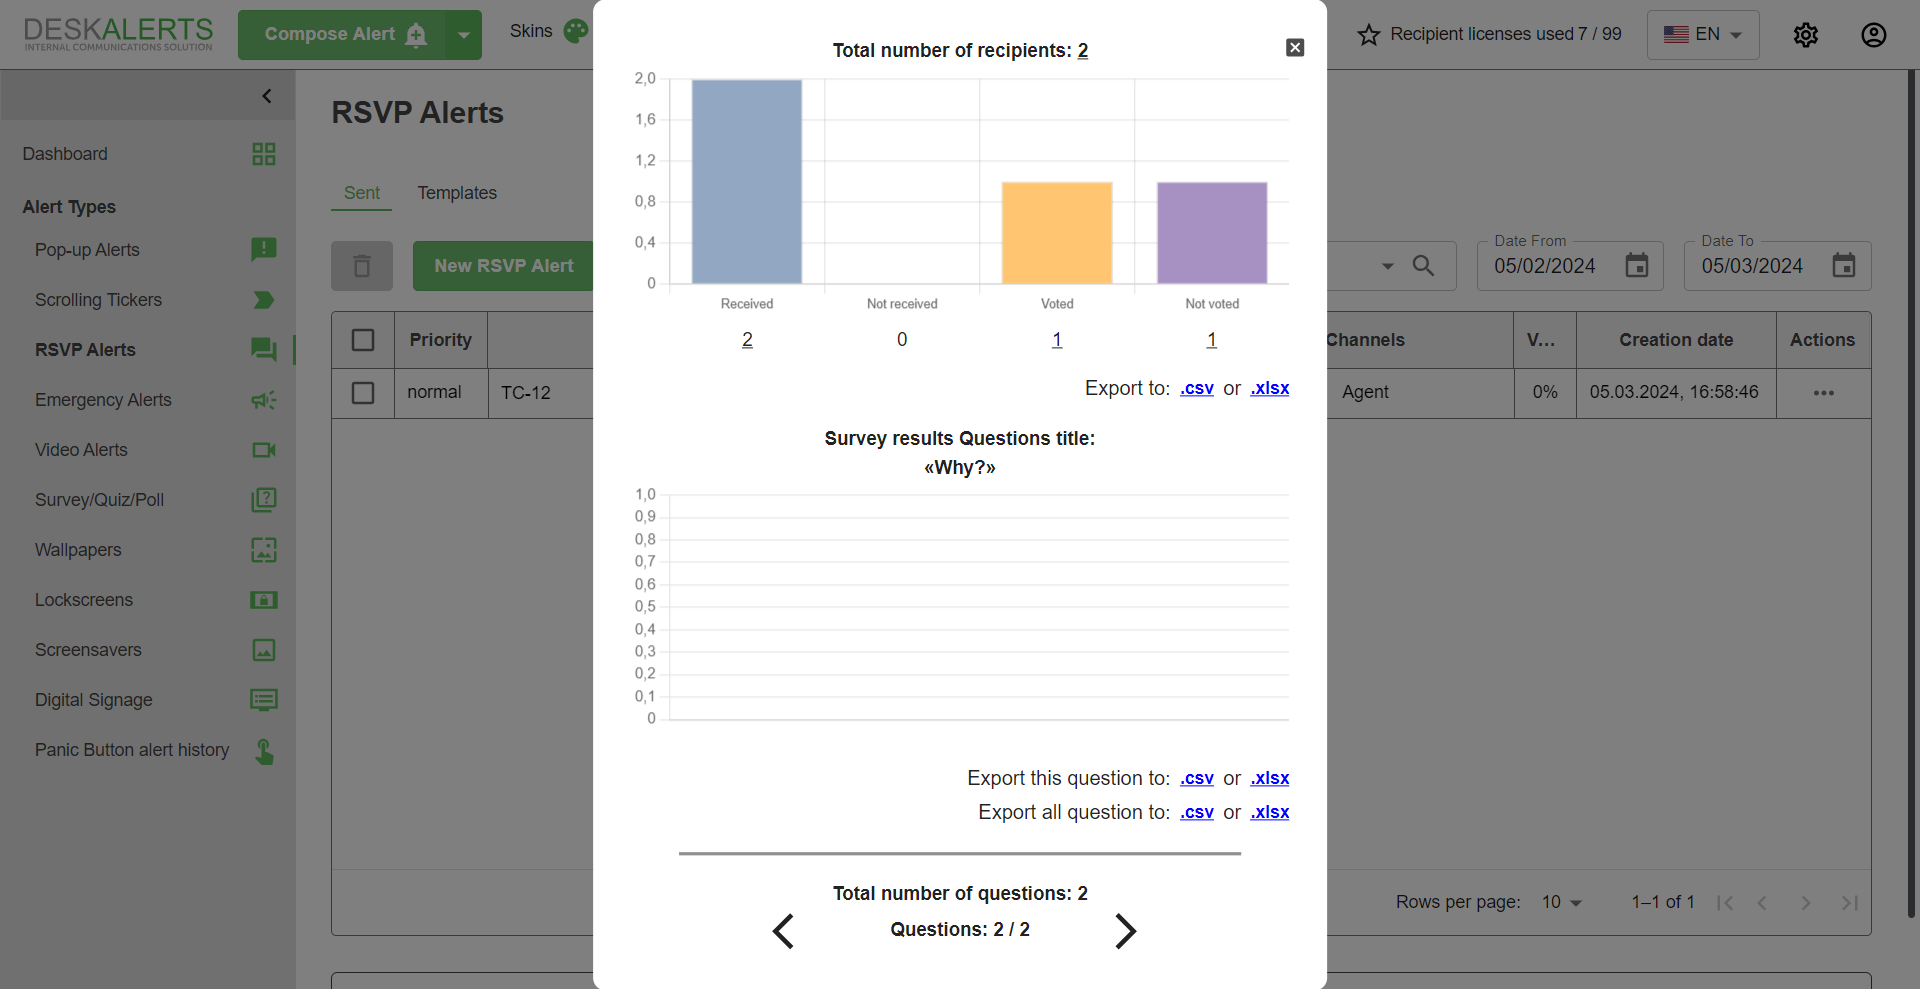 DESKALERTS
INTERNAL COMMUNICATIONS SOLUTION
Compose Alert
Skins
Recipient licenses used 7 / 99
EN
Dashboard
Alert Types
Pop-up Alerts
Scrolling Tickers
RSVP Alerts
Emergency Alerts
Video Alerts
Survey/Quiz/Poll
Wallpapers
Lockscreens
Screensavers
Digital Signage
Panic Button alert history
RSVP Alerts
Sent
Templates
New RSVP Alert
Date From
05/02/2024
Date To
05/03/2024
Priority
Channels
V...
Creation date
Actions
normal
TC-12
Agent
0%
05.03.2024, 16:58:46
Rows per page:
10
1–1 of 1
Total number of recipients: 2
2,0
1,6
1,2
0,8
0,4
0
Received
Not received
Voted
Not voted
2
0
1
1
Export to: .csv or .xlsx
Survey results Questions title:
«Why?»
1,0
0,9
0,8
0,7
0,6
0,5
0,4
0,3
0,2
0,1
0
Export this question to: .csv or .xlsx
Export all question to: .csv or .xlsx
Total number of questions: 2
Questions: 2 / 2